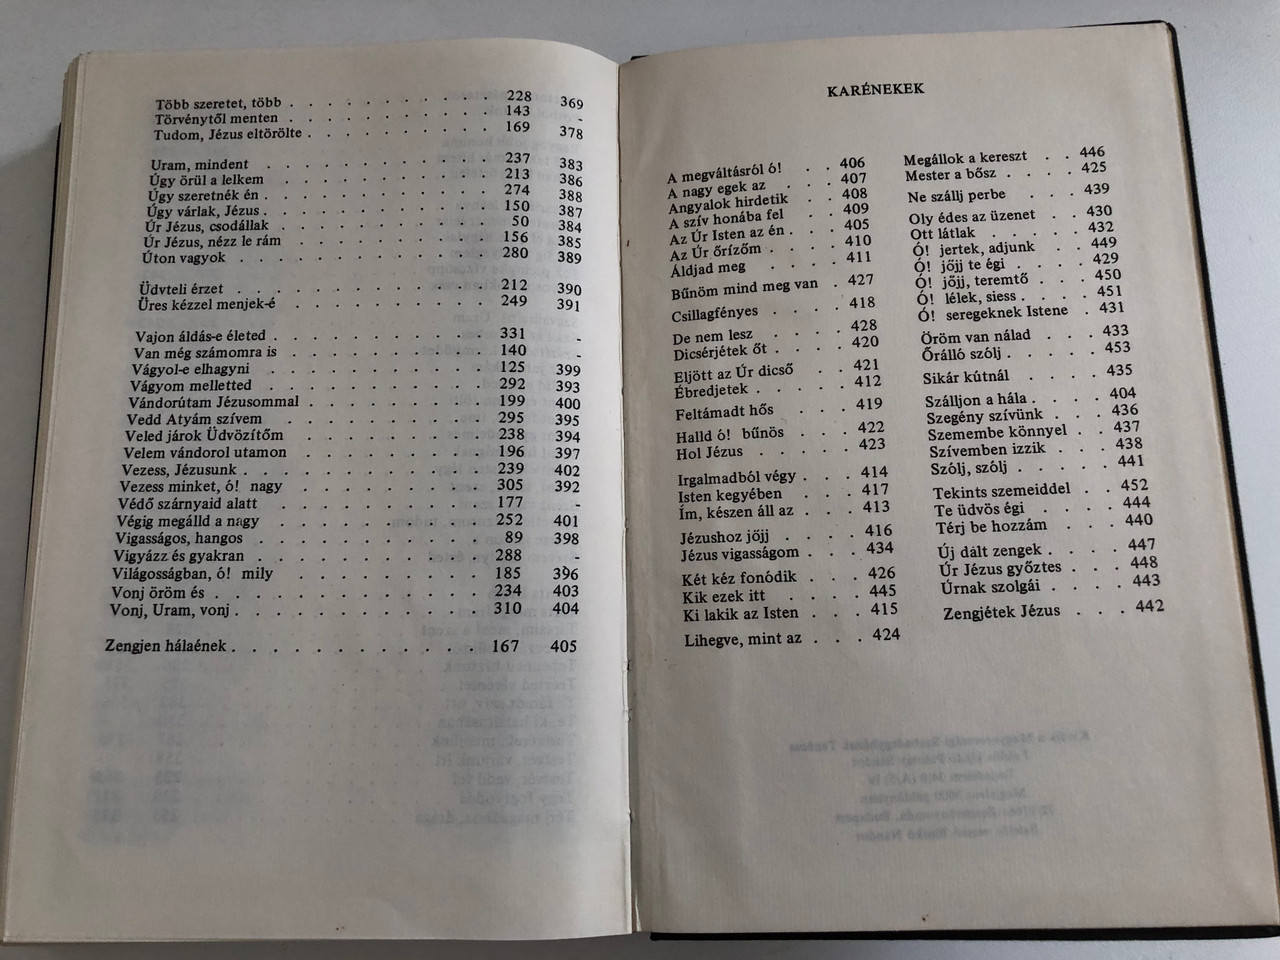 Több szeretet, több . . . . . . . . . . . 228 369
Törvénytől menten . . . . . . . . . . . 143 -
Tudom, Jézus eltörölte . . . . . . . . . . 169 378
Uram, mindent . . . . . . . . . . . 237 383
Úgy örül a lelkem . . . . . . . . . . 213 386
Úgy szeretnék én . . . . . . . . . . . 274 388
Úgy várlak, Jézus . . . . . . . . . . . 150 387
Úr Jézus, csodállak . . . . . . . . . . 50 384
Úr Jézus, nézz le rám . . . . . . . . . . 156 385
Úton vagyok . . . . . . . . . . . . 280 389
Üdvteli érzet . . . . . . . . . . . . 212 390
Üres kézzel menjek-é . . . . . . . . . . 249 391
Vajon áldás-e életed . . . . . . . . . . . 331 -
Van még számomra is . . . . . . . . . . 140 -
Vágyol-e elhagyni . . . . . . . . . . . 125 399
Vágyom melletted . . . . . . . . . . . 292 393
Vándorútam Jézusommal . . . . . . . . . 199 400
Vedd Atyám szívem . . . . . . . . . . 295 395
Veled járok Üdvözítőm . . . . . . . . . 238 394
Velem vándorol utamon . . . . . . . . . 196 397
Vezess, Jézusunk . . . . . . . . . . . 239 402
Vezess minket, ó! nagy . . . . . . . . . 305 392
Védő szárnyaid alatt . . . . . . . . . . 177 -
Végig megálld a nagy . . . . . . . . . . 252 401
Vigasságos, hangos . . . . . . . . . . 89 398
Vigyázz és gyakran . . . . . . . . . . . 288 -
Világosságban, ó! mily . . . . . . . . . 185 396
Vonj öröm és . . . . . . . . . . . . 234 403
Vonj, Uram, vonj . . . . . . . . . . . 310 404
Zengjen hálaének . . . . . . . . . . . 167 405
KARÉNEKEK
A megváltásról ó! . . 406
A nagy egek az . . . 407
Angyalok hirdetik . . 408
A szív honába fel . . 409
Az Úr Isten az én . . . 405
Az Úr őrízőm . . . . 410
Áldjad meg . . . . 411
Bűnöm mind meg van . 427
Csillagfényes . . . . 418
De nem lesz . . . . 428
Dicsérjétek őt . . . . 420
Eljött az Úr dicső . . 421
Ébredjetek . . . . . 412
Feltámadt hős . . . 419
Halld ó! bűnös . . . 422
Hol Jézus . . . . . 423
Irgalmadból végy . . . 414
Isten kegyében . . . 417
Ím, készen áll az . . . 413
Jézushoz jőjj . . . . 416
Jézus vigasságom . . . 434
Két kéz fonódik . . . 426
Kik ezek itt . . . . 445
Ki lakik az Isten . . . 415
Lihegve, mint az . . . 424
Megállok a kereszt . . 446
Mester a bősz . . . . 425
Ne szállj perbe . . . 439
Oly édes az üzenet . . 430
Ott látlak . . . . . 432
Ó! jertek, adjunk . . . 449
Ó! jőjj te égi . . . . 429
Ó! jőjj, teremtő . . . 450
Ó! lélek, siess . . . . 451
Ó! seregeknek Istene . 431
Öröm van nálad . . . 433
Őrálló szólj . . . . . 453
Sikár kútnál . . . . 435
Szálljon a hála . . . . 404
Szegény szívünk . . . 436
Szemembe könnyel . . 437
Szívemben izzik . . . 438
Szólj, szólj . . . . . 441
Tekints szemeiddel . . 452
Te üdvös égi . . . . 444
Térj be hozzám . . . 440
Új dalt zengek . . . . 447
Úr Jézus győztes . . . 448
Úrnak szolgái . . . . 443
Zengjétek Jézus . . . 442